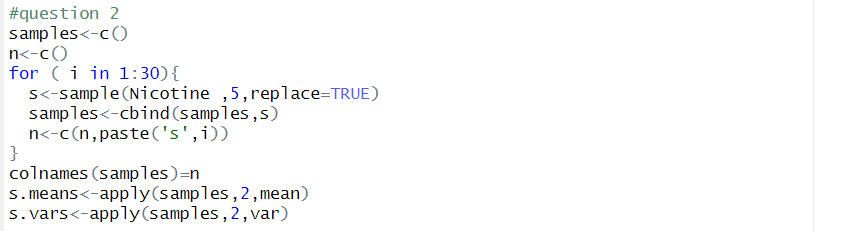 #question 2
samples<-c()
n<-c()
for ( i in 1:30){
  s<-sample(Nicotine ,5,replace=TRUE)
  samples<-cbind(samples,s)
  n<-c(n,paste('s',i))
}
colnames(samples)=n
s.means<-apply(samples,2,mean)
s.vars<-apply(samples,2,var)